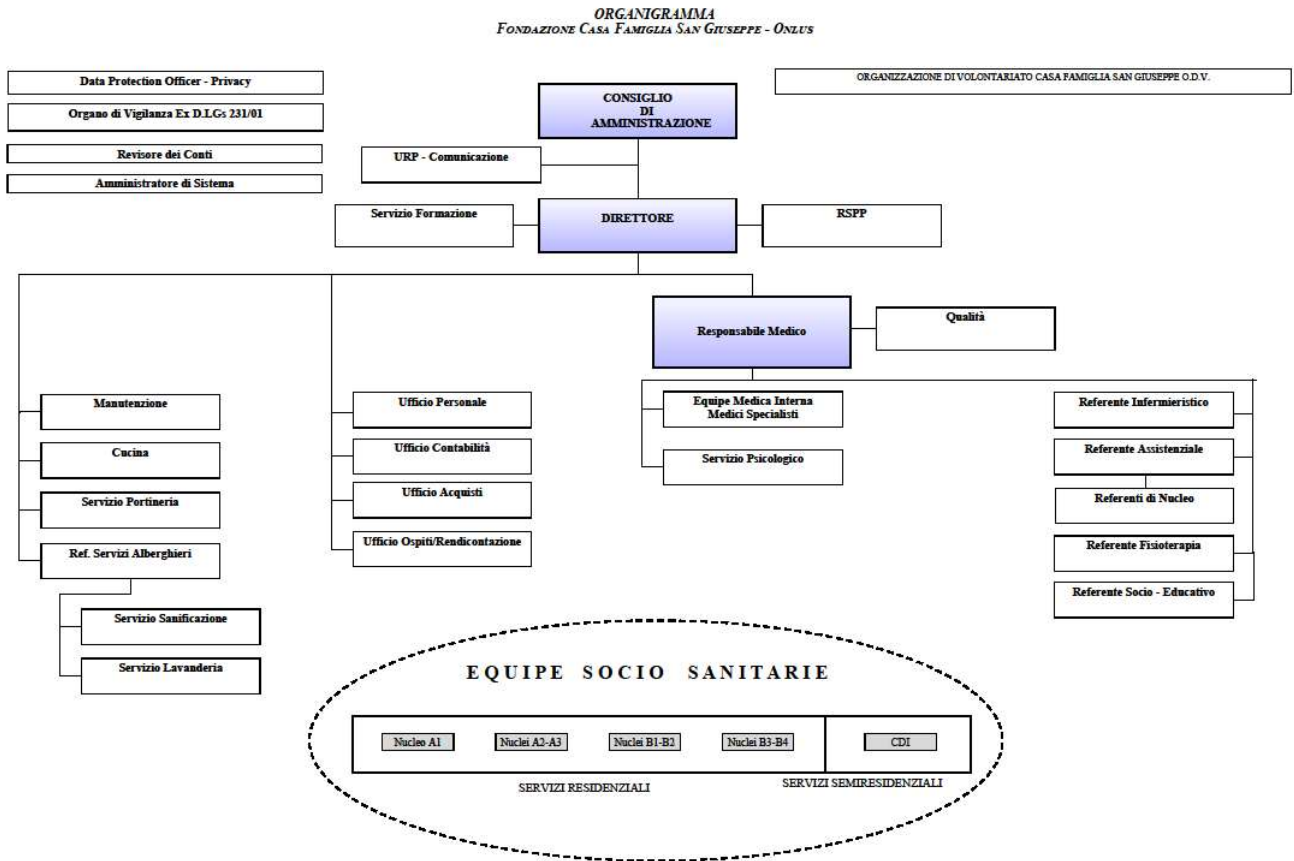 ORGANIGRAMMA
FONDAZIONE CASA FAMIGLIA SAN GIUSEPPE - ONLUS
Data Protection Officer - Privacy
ORGANIZZAZIONE DI VOLONTARIATO CASA FAMIGLIA SAN GIUSEPPE O.D.V.
Organo di Vigilanza Ex D.LGs 231/01
Revisore dei Conti
Amministratore di Sistema
CONSIGLIO
DI
AMMINISTRAZIONE
URP - Comunicazione
Servizio Formazione
DIRETTORE
RSPP
Responsabile Medico
Qualità
Manutenzione
Cucina
Servizio Portineria
Ref. Servizi Alberghieri
Servizio Sanificazione
Servizio Lavanderia
Ufficio Personale
Ufficio Contabilità
Ufficio Acquisti
Ufficio Ospiti/Rendicontazione
Equipe Medica Interna
Medici Specialisti
Servizio Psicologico
Referente Infermieristico
Referente Assistenziale
Referenti di Nucleo
Referente Fisioterapia
Referente Socio - Educativo
EQUIPE SOCIO SANITARIE
Nucleo A1
Nuclei A2-A3
Nuclei B1-B2
Nuclei B3-B4
CDI
SERVIZI RESIDENZIALI
SERVIZI SEMIRESIDENZIALI